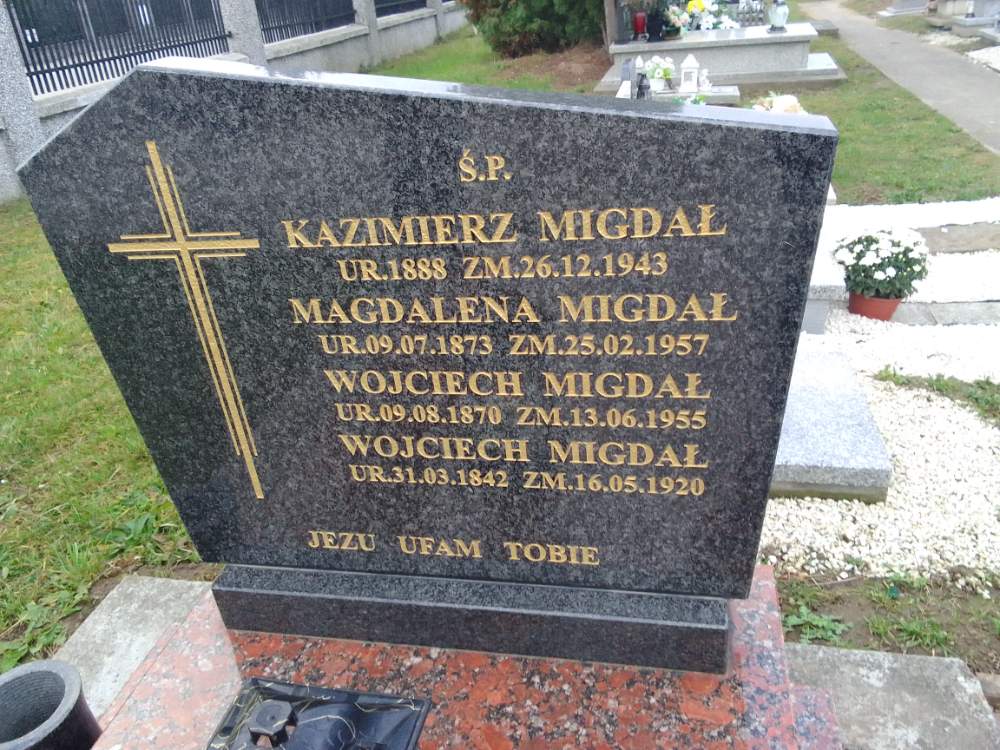 Ś.P.
KAZIMIERZ MIGDAŁ
UR.1888 ZM.26.12.1943
MAGDALENA MIGDAŁ
UR.09.07.1873 ZM.25.02.1957
WOJCIECH MIGDAŁ
UR.09.08.1870 ZM.13.06.1955
WOJCIECH MIGDAŁ
UR.31.03.1842 ZM.16.05.1920
JEZU UFAM TOBIE